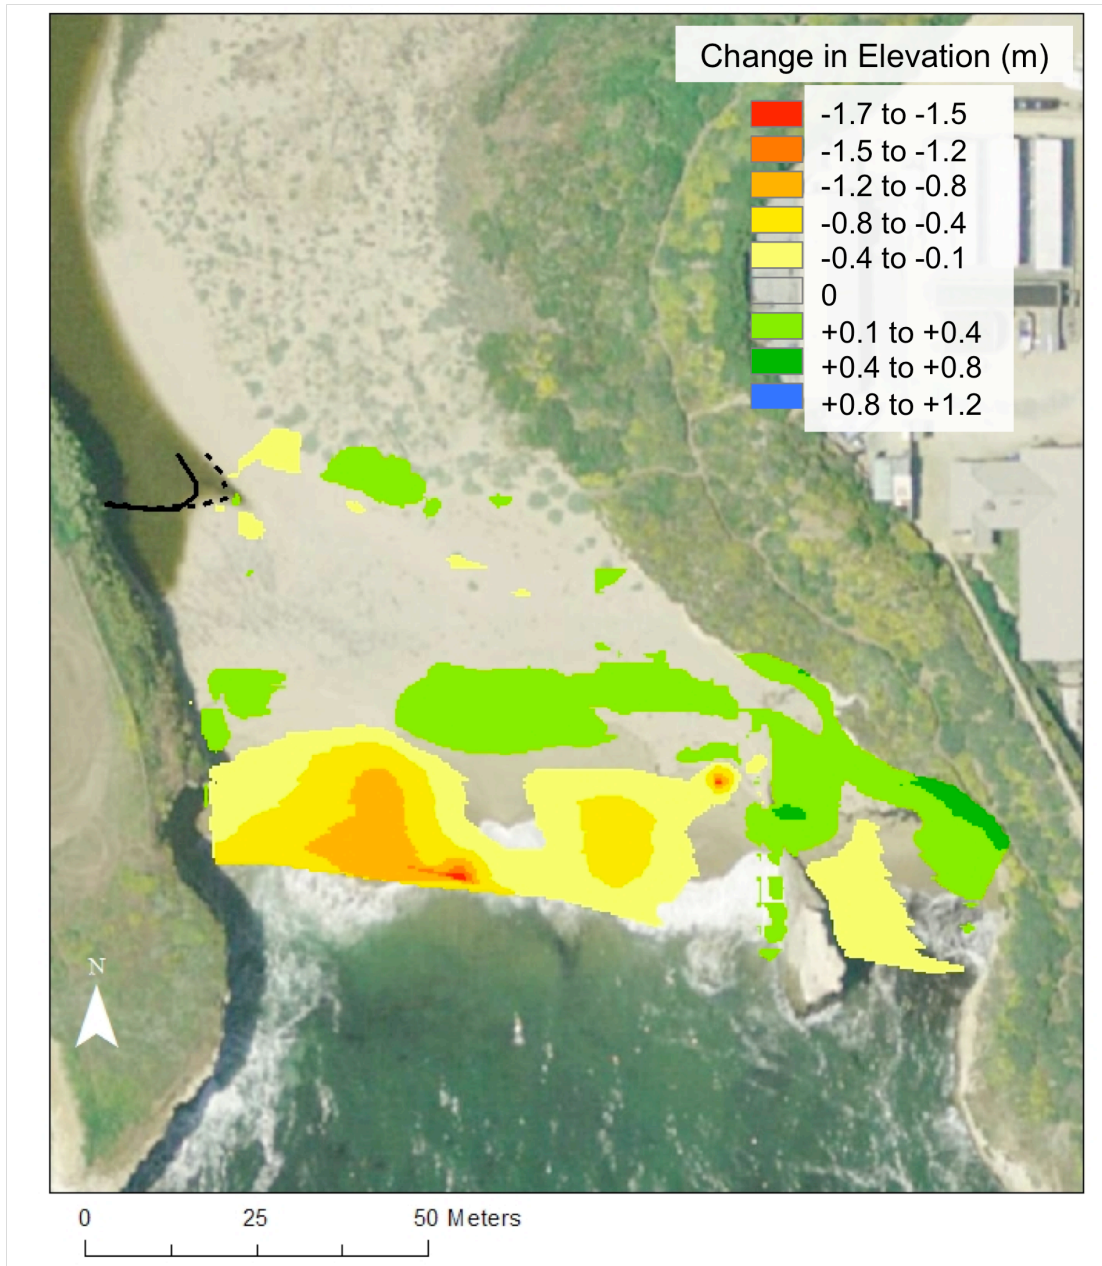 Change in Elevation (m)
-1.7 to -1.5
-1.5 to -1.2
-1.2 to -0.8
-0.8 to -0.4
-0.4 to -0.1
0
+0.1 to +0.4
+0.4 to +0.8
+0.8 to +1.2
N
0 25 50 Meters